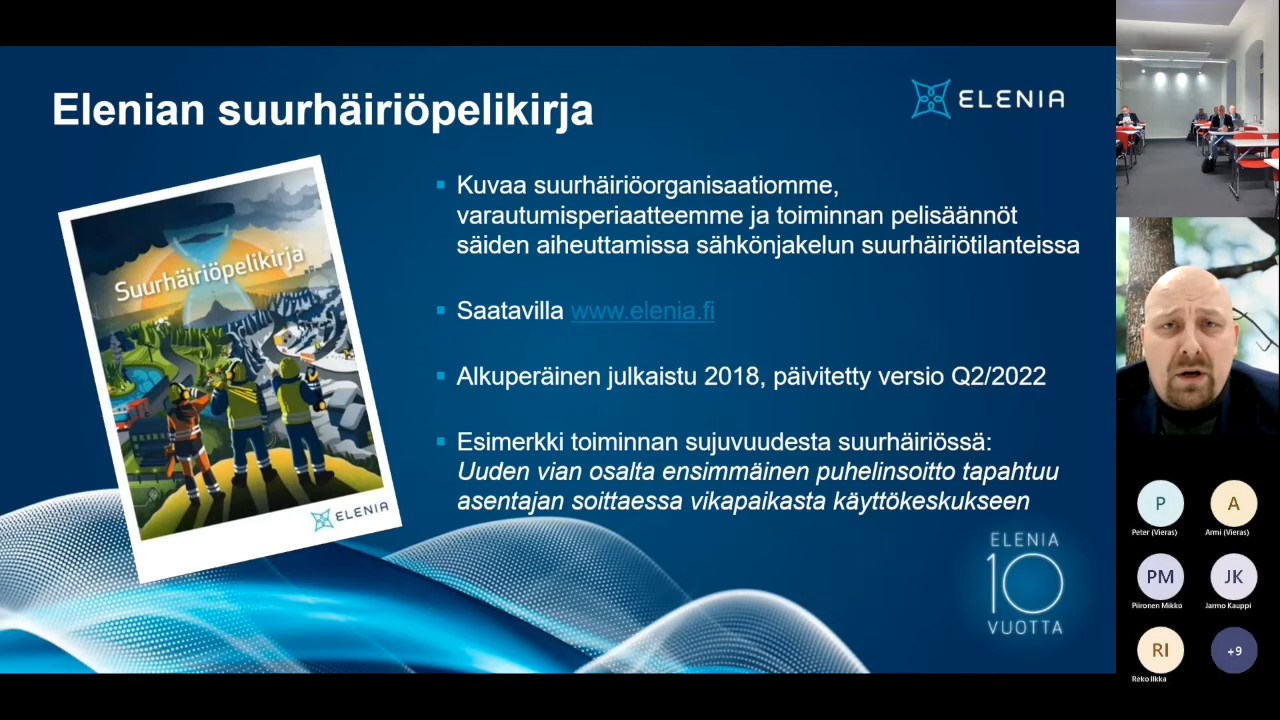 Elenian suurhäiriöpelikirja
ELENIA
Suurhäiriöpelikirja
ELENIA
▪ Kuvaa suurhäiriöorganisaatiomme,
varautumisperiaatteemme ja toiminnan pelisäännöt
säiden aiheuttamissa sähkönjakelun suurhäiriötilanteissa
▪ Saatavilla www.elenia.fi
▪ Alkuperäinen julkaistu 2018, päivitetty versio Q2/2022
▪ Esimerkki toiminnan sujuvuudesta suurhäiriössä:
Uuden vian osalta ensimmäinen puhelinsoitto tapahtuu
asentajan soittaessa vikapaikasta käyttökeskukseen
ELENIA
10
VUOTTA
P
Peter (Vieras)
A
Armi (Vieras)
PM
Piironen Mikko
JK
Jarmo Kauppi
RI
Reko Ilkka
+9